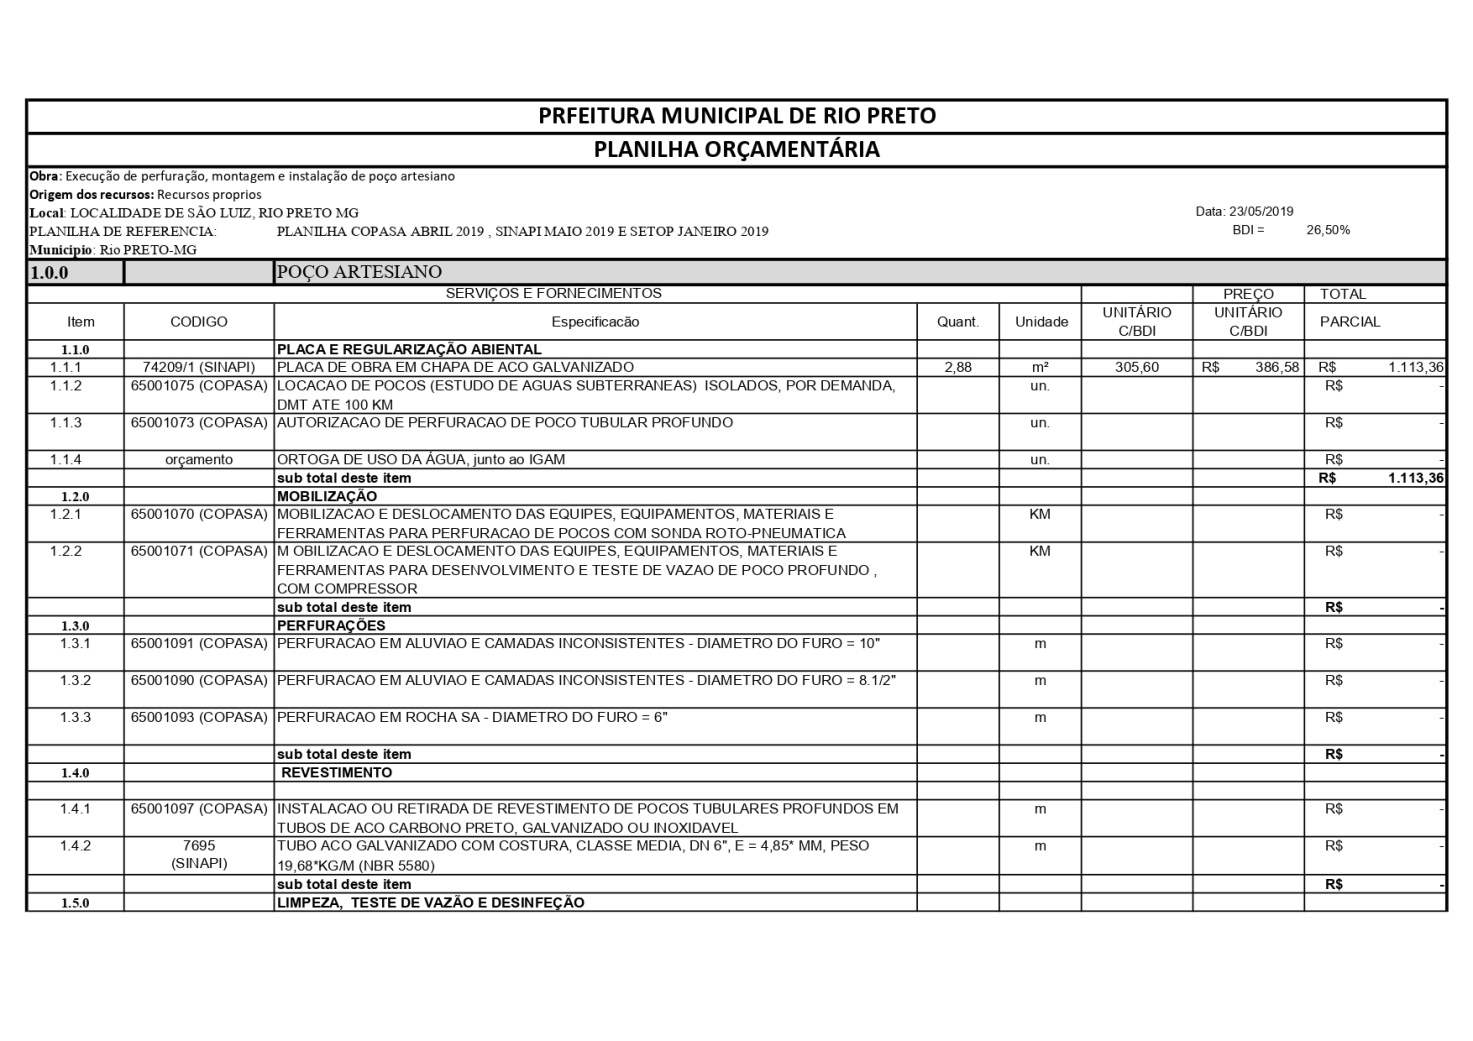 PRFEITURA MUNICIPAL DE RIO PRETO
PLANILHA ORÇAMENTÁRIA
Obra: Execução de perfuração, montagem e instalação de poço artesiano
Origem dos recursos: Recursos proprios
Local: LOCALIDADE DE SÃO LUIZ, RIO PRETO MG Data: 23/05/2019
PLANILHA DE REFERENCIA: PLANILHA COPASA ABRIL 2019 , SINAPI MAIO 2019 E SETOP JANEIRO 2019 BDI = 26,50%
Municipio: Rio PRETO-MG
1.0.0 POÇO ARTESIANO
SERVIÇOS E FORNECIMENTOS PREÇO TOTAL
Item CODIGO Especificacão Quant. Unidade UNITÁRIO C/BDI UNITÁRIO C/BDI PARCIAL
1.1.0 PLACA E REGULARIZAÇÃO ABIENTAL
1.1.1 74209/1 (SINAPI) PLACA DE OBRA EM CHAPA DE ACO GALVANIZADO 2,88 m² 305,60 R$ 386,58 R$ 1.113,36
1.1.2 65001075 (COPASA) LOCACAO DE POCOS (ESTUDO DE AGUAS SUBTERRANEAS) ISOLADOS, POR DEMANDA, un. R$ -
DMT ATE 100 KM
1.1.3 65001073 (COPASA) AUTORIZACAO DE PERFURACAO DE POCO TUBULAR PROFUNDO un. R$ -
1.1.4 orçamento ORTOGA DE USO DA ÁGUA, junto ao IGAM un. R$ -
sub total deste item R$ 1.113,36
1.2.0 MOBILIZAÇÃO
1.2.1 65001070 (COPASA) MOBILIZACAO E DESLOCAMENTO DAS EQUIPES, EQUIPAMENTOS, MATERIAIS E KM R$ -
FERRAMENTAS PARA PERFURACAO DE POCOS COM SONDA ROTO-PNEUMATICA
1.2.2 65001071 (COPASA) M OBILIZACAO E DESLOCAMENTO DAS EQUIPES, EQUIPAMENTOS, MATERIAIS E KM R$ -
FERRAMENTAS PARA DESENVOLVIMENTO E TESTE DE VAZAO DE POCO PROFUNDO ,
COM COMPRESSOR
sub total deste item R$ -
1.3.0 PERFURAÇÕES
1.3.1 65001091 (COPASA) PERFURACAO EM ALUVIAO E CAMADAS INCONSISTENTES - DIAMETRO DO FURO = 10" m R$ -
1.3.2 65001090 (COPASA) PERFURACAO EM ALUVIAO E CAMADAS INCONSISTENTES - DIAMETRO DO FURO = 8.1/2" m R$ -
1.3.3 65001093 (COPASA) PERFURACAO EM ROCHA SA - DIAMETRO DO FURO = 6" m R$ -
sub total deste item R$ -
1.4.0 REVESTIMENTO
1.4.1 65001097 (COPASA) INSTALACAO OU RETIRADA DE REVESTIMENTO DE POCOS TUBULARES PROFUNDOS EM m R$ -
TUBOS DE ACO CARBONO PRETO, GALVANIZADO OU INOXIDAVEL
1.4.2 7695 TUBO ACO GALVANIZADO COM COSTURA, CLASSE MEDIA, DN 6", E = 4,85* MM, PESO m R$ -
(SINAPI) 19,68*KG/M (NBR 5580)
sub total deste item R$ -
1.5.0 LIMPEZA, TESTE DE VAZÃO E DESINFEÇÃO